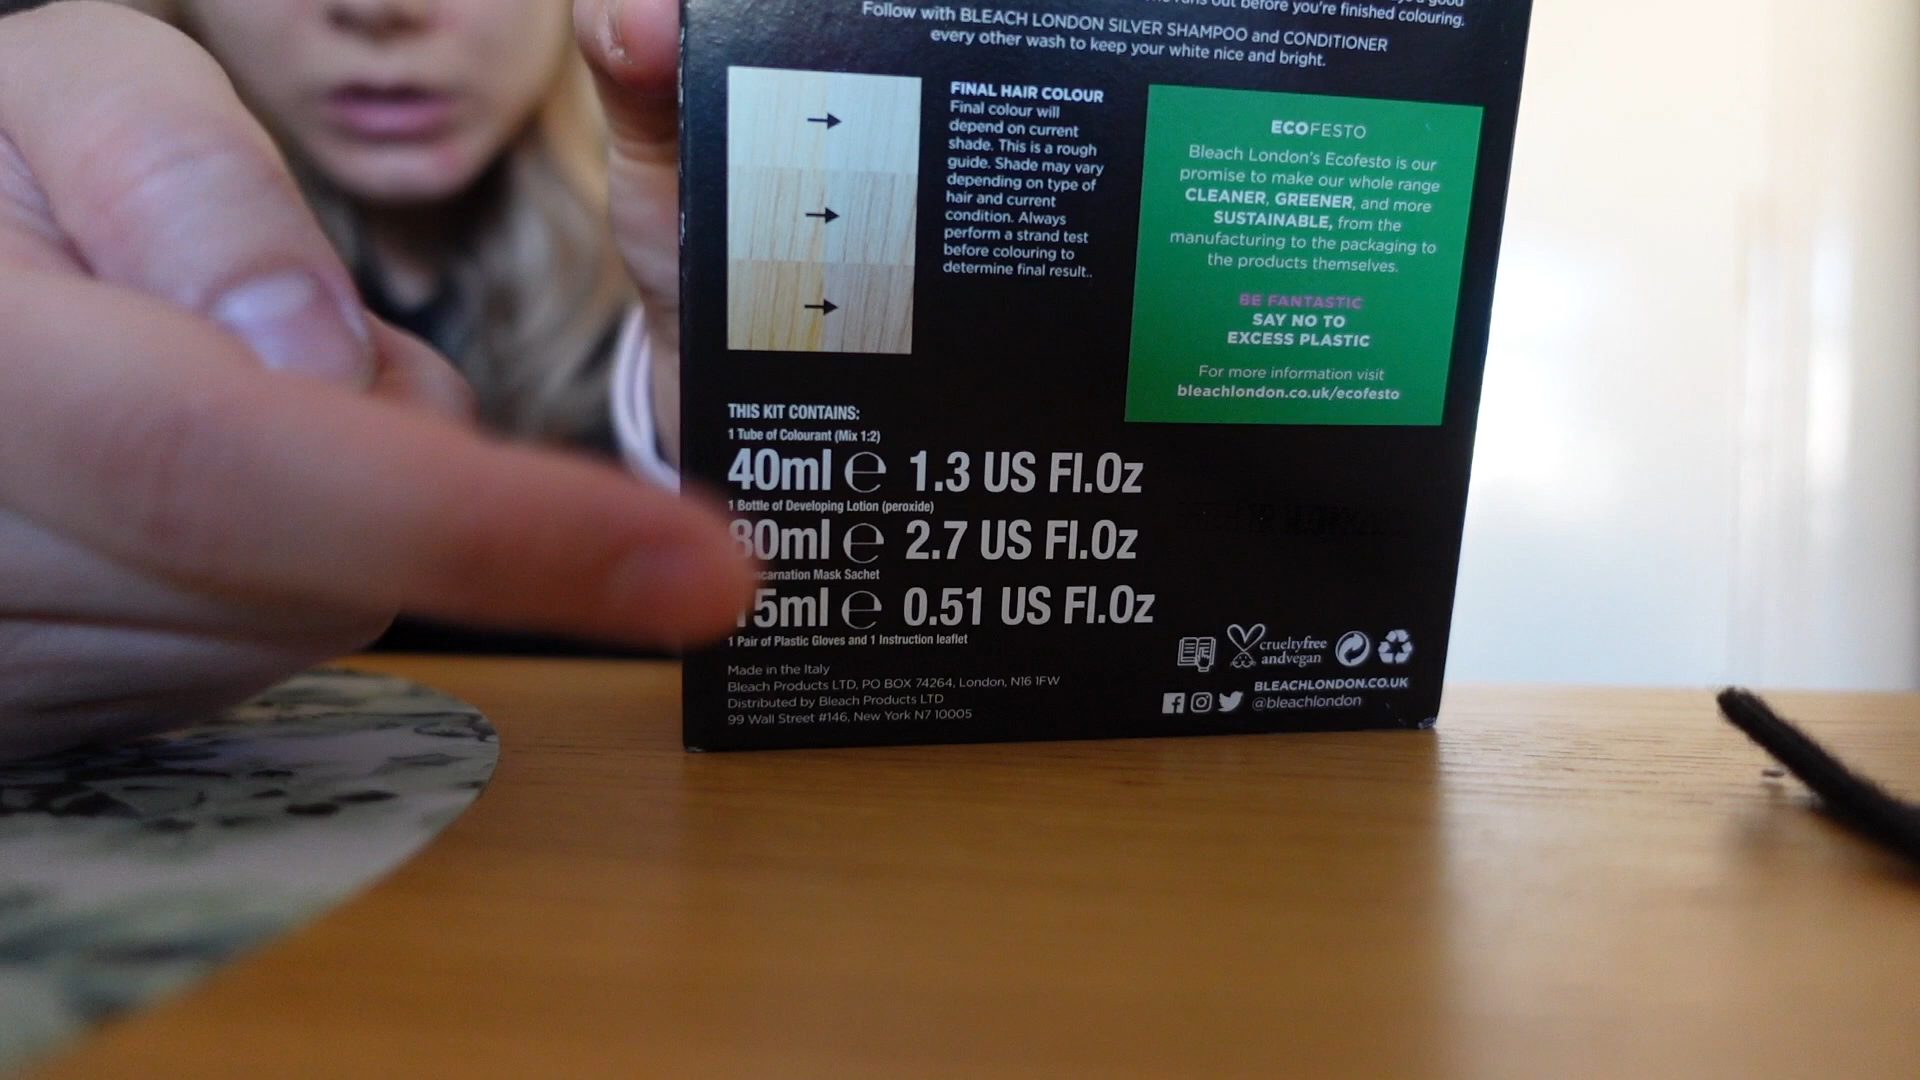 out before you're finished colouring.
Follow with BLEACH LONDON SILVER SHAMPOO and CONDITIONER
every other wash to keep your white nice and bright.
FINAL HAIR COLOUR
Final colour will
depend on current
shade. This is a rough
guide. Shade may vary
depending on type of
hair and current
condition. Always
perform a strand test
before colouring to
determine final result..
ECOFESTO
Bleach London's Ecofesto is our
promise to make our whole range
CLEANER, GREENER, and more
SUSTAINABLE, from the
manufacturing to the packaging to
the products themselves.
BE FANTASTIC
SAY NO TO
EXCESS PLASTIC
For more information visit
bleachlondon.co.uk/ecofesto
THIS KIT CONTAINS:
1 Tube of Colourant (Mix 1:2)
40ml ℮ 1.3 US Fl.Oz
1 Bottle of Developing Lotion (peroxide)
80ml ℮ 2.7 US Fl.Oz
Mask Sachet
15ml ℮ 0.51 US Fl.Oz
1 Pair of Plastic Gloves and 1 Instruction leaflet
Made in the Italy
Bleach Products LTD, PO BOX 74264, London, N16 1FW
Distributed by Bleach Products LTD
99 Wall Street #146, New York N7 10005
crueltyfree
andvegan
BLEACHLONDON.CO.UK
@bleachlondon